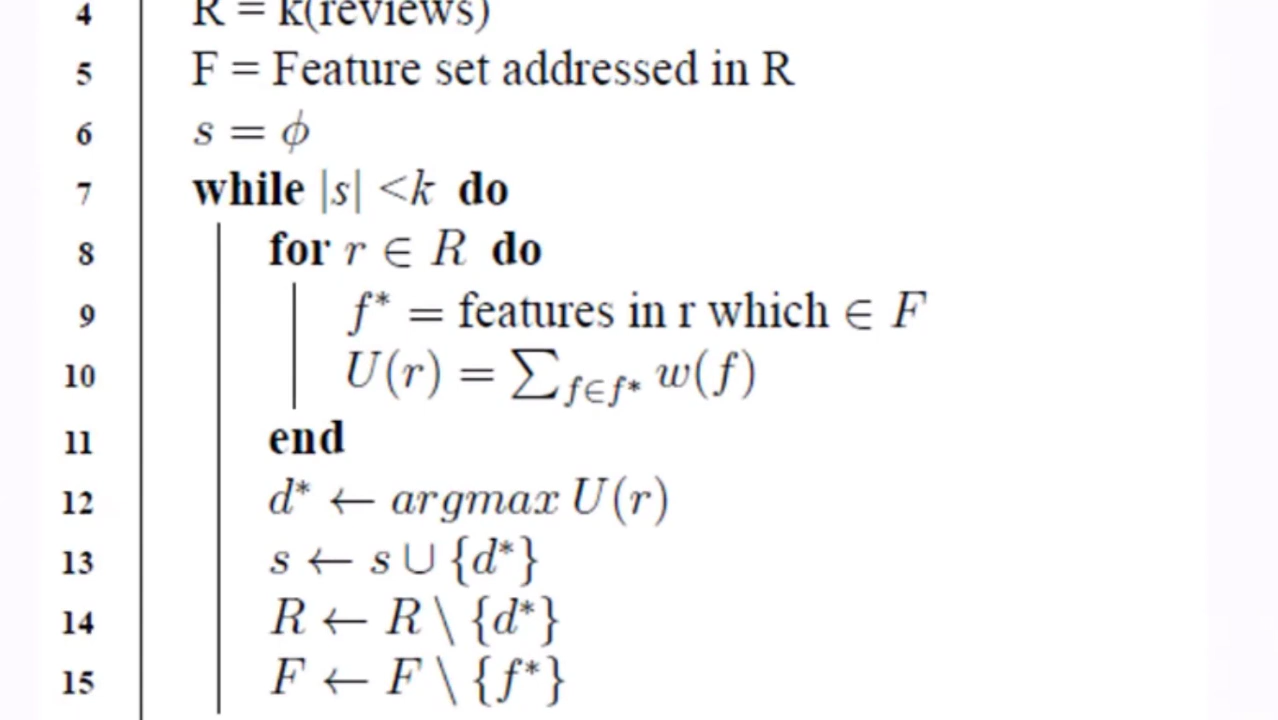 4 R = k(reviews)
5 F = Feature set addressed in R
6 s = ϕ
7 while |s| <k do
8 for r ∈ R do
9 f* = features in r which ∈ F
10 U(r) = ∑f∈f* w(f)
11 end
12 d* ← argmax U(r)
13 s ← s ∪ {d*}
14 R ← R \ {d*}
15 F ← F \ {f*}